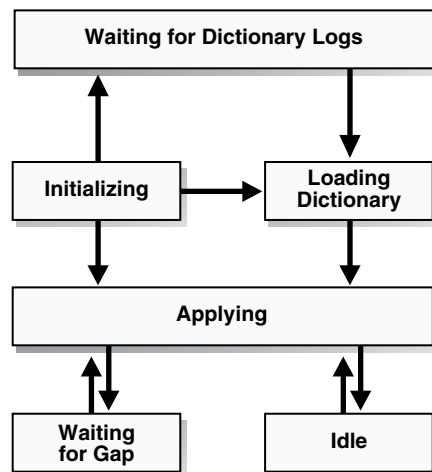 Waiting for Dictionary Logs
Initializing
Loading
Dictionary
Applying
Waiting
for Gap
Idle